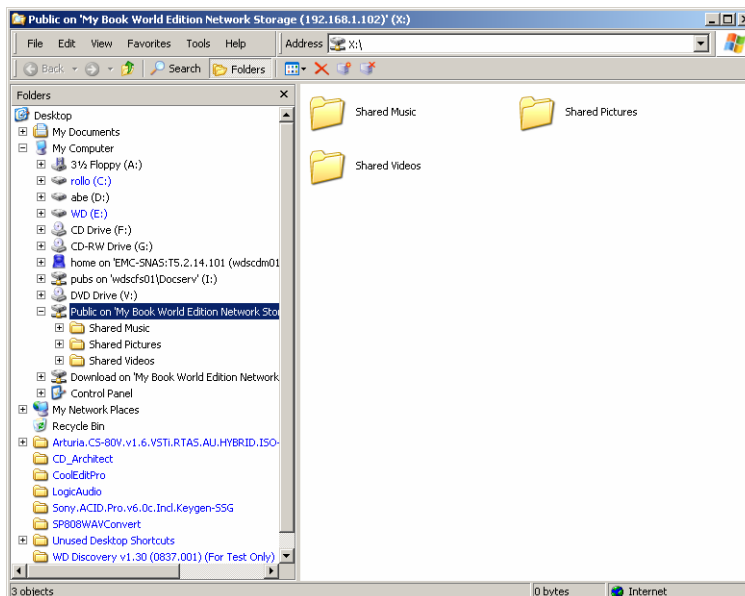 Public on 'My Book World Edition Network Storage (192.168.1.102)' (X:)
File Edit View Favorites Tools Help Address X:\
Back Search Folders
Folders
Desktop
My Documents
My Computer
3½ Floppy (A:)
rollo (C:)
abe (D:)
WD (E:)
CD Drive (F:)
CD-RW Drive (G:)
home on 'EMC-SNAS:T5.2.14.101 (wdscdm01
pubs on 'wdscfs01\Docserv' (I:)
DVD Drive (V:)
Public on 'My Book World Edition Network Stor
Shared Music
Shared Pictures
Shared Videos
Download on 'My Book World Edition Network
Control Panel
My Network Places
Recycle Bin
Arturia.CS-80V.v1.6.VSTi.RTAS.AU.HYBRID.ISO-
CD_Architect
CoolEditPro
LogicAudio
Sony.ACID.Pro.v6.0c.Incl.Keygen-SSG
SP808WAVConvert
Unused Desktop Shortcuts
WD Discovery v1.30 (0837.001) (For Test Only)
Shared Music
Shared Pictures
Shared Videos
3 objects
0 bytes
Internet